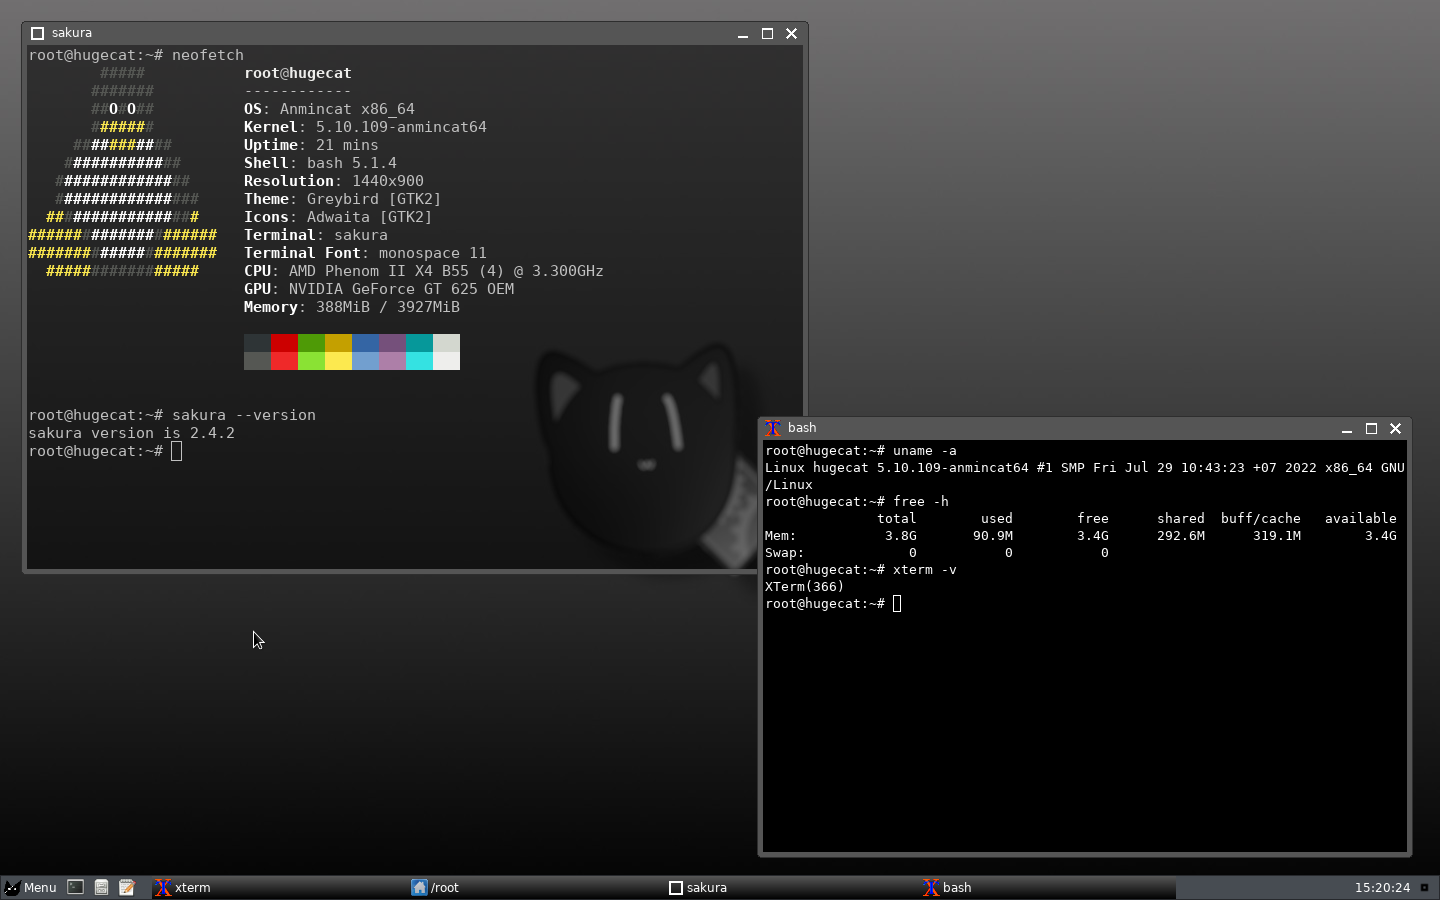 sakura
root@hugecat:~# neofetch
#####
#######
##O#O##
#######
###########
#############
###############
################
#################
#####################
#####################
#################
root@hugecat
------------
OS: Anmincat x86_64
Kernel: 5.10.109-anmincat64
Uptime: 21 mins
Shell: bash 5.1.4
Resolution: 1440x900
Theme: Greybird [GTK2]
Icons: Adwaita [GTK2]
Terminal: sakura
Terminal Font: monospace 11
CPU: AMD Phenom II X4 B55 (4) @ 3.300GHz
GPU: NVIDIA GeForce GT 625 OEM
Memory: 388MiB / 3927MiB
root@hugecat:~# sakura --version
sakura version is 2.4.2
root@hugecat:~#
bash
root@hugecat:~# uname -a
Linux hugecat 5.10.109-anmincat64 #1 SMP Fri Jul 29 10:43:23 +07 2022 x86_64 GNU
/Linux
root@hugecat:~# free -h
total used free shared buff/cache available
Mem: 3.8G 90.9M 3.4G 292.6M 319.1M 3.4G
Swap: 0 0 0
root@hugecat:~# xterm -v
XTerm(366)
root@hugecat:~#
Menu xterm /root sakura bash 15:20:24